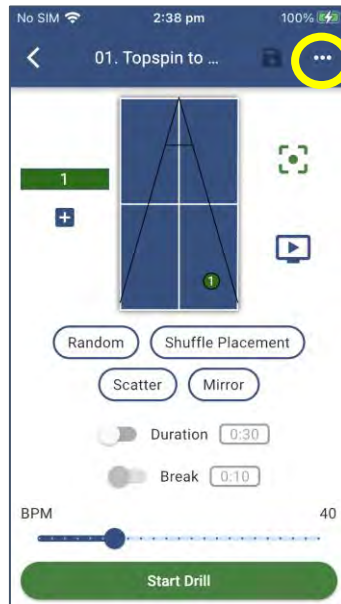 No SIM 2:38 pm 100%
01. Topspin to ...
1
1
Random Shuffle Placement
Scatter Mirror
Duration 0:30
Break 0:10
BPM 40
Start Drill